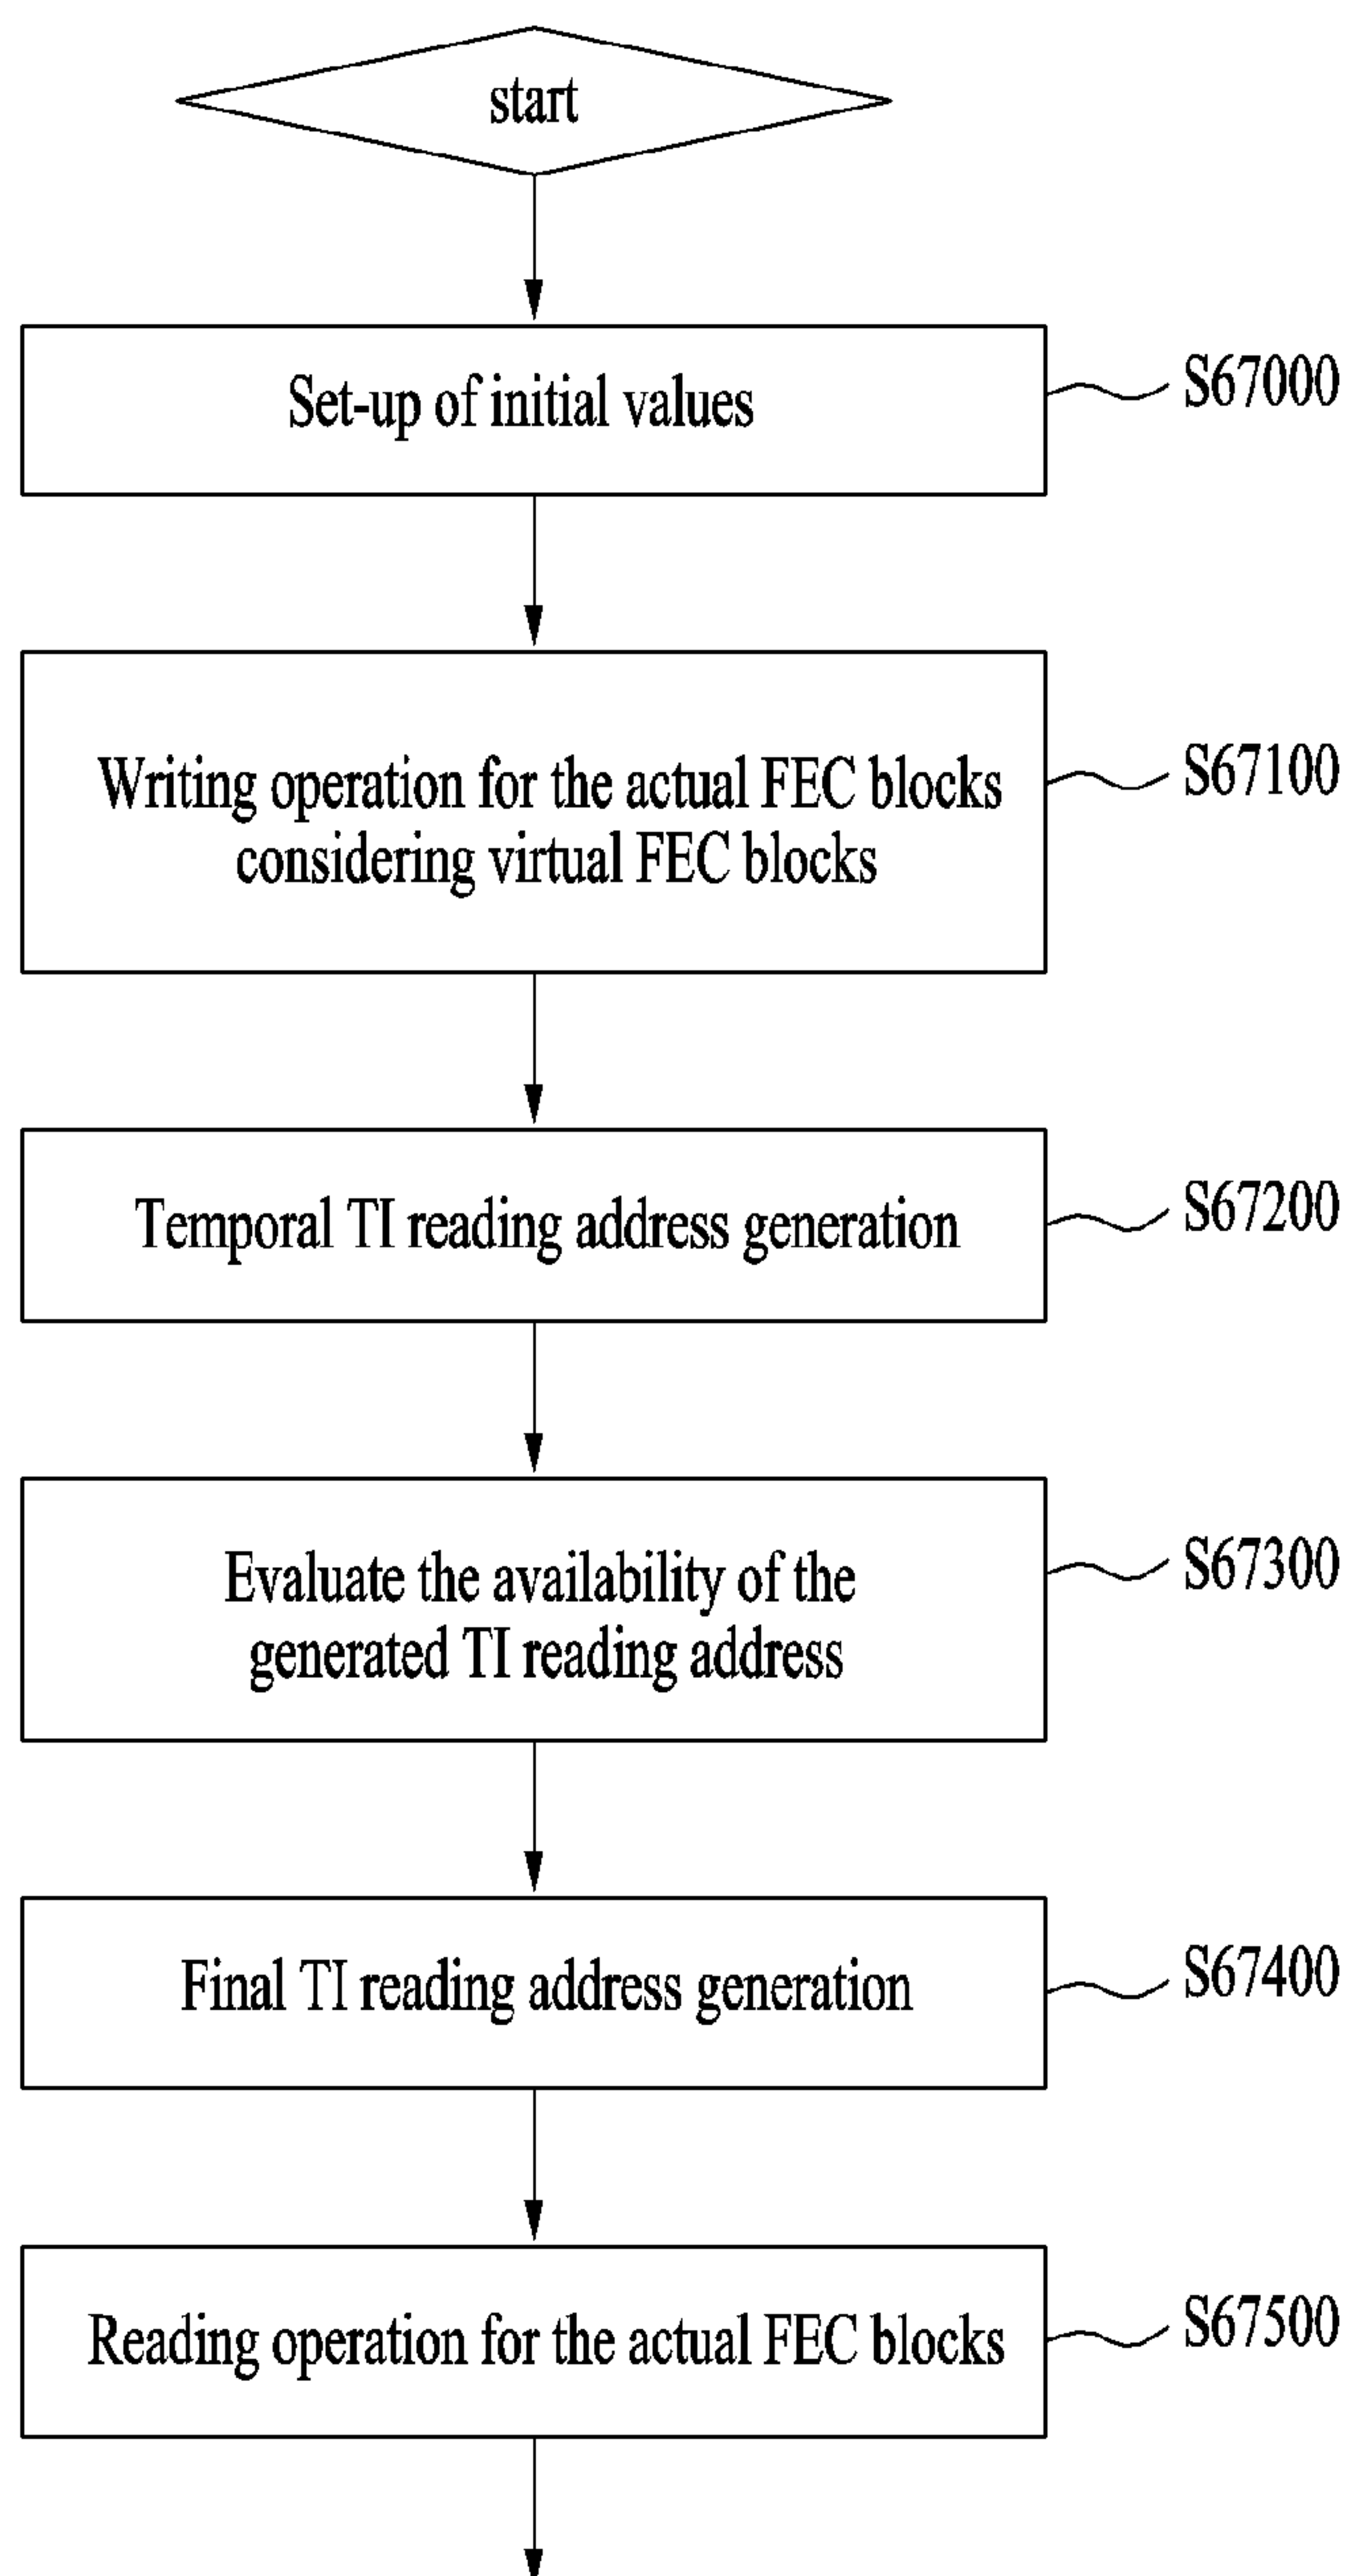 start
Set-up of initial values
S67000
Writing operation for the actual FEC blocks
considering virtual FEC blocks
S67100
Temporal TI reading address generation
S67200
Evaluate the availability of the
generated TI reading address
S67300
Final TI reading address generation
S67400
Reading operation for the actual FEC blocks
S67500